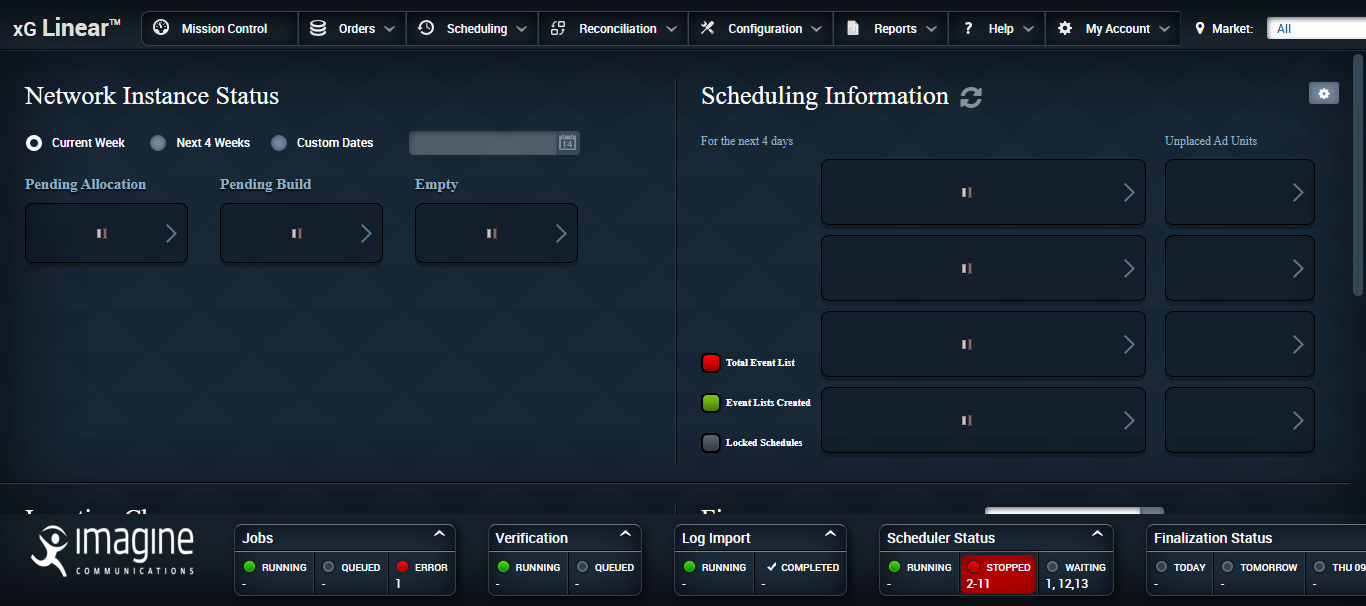 xG Linear™
Mission Control
Orders
Scheduling
Reconciliation
Configuration
Reports
? Help
My Account
Market:
All
Network Instance Status
Current Week
Next 4 Weeks
Custom Dates
14
Pending Allocation
Pending Build
Empty
Scheduling Information
For the next 4 days
Unplaced Ad Units
Total Event List
Event Lists Created
Locked Schedules
imagine
COMMUNICATIONS
Jobs
RUNNING
-
QUEUED
-
ERROR
1
Verification
RUNNING
-
QUEUED
-
Log Import
RUNNING
-
COMPLETED
-
Scheduler Status
RUNNING
-
STOPPED
2-11
WAITING
1, 12,13
Finalization Status
TODAY
-
TOMORROW
-
THU 09
-